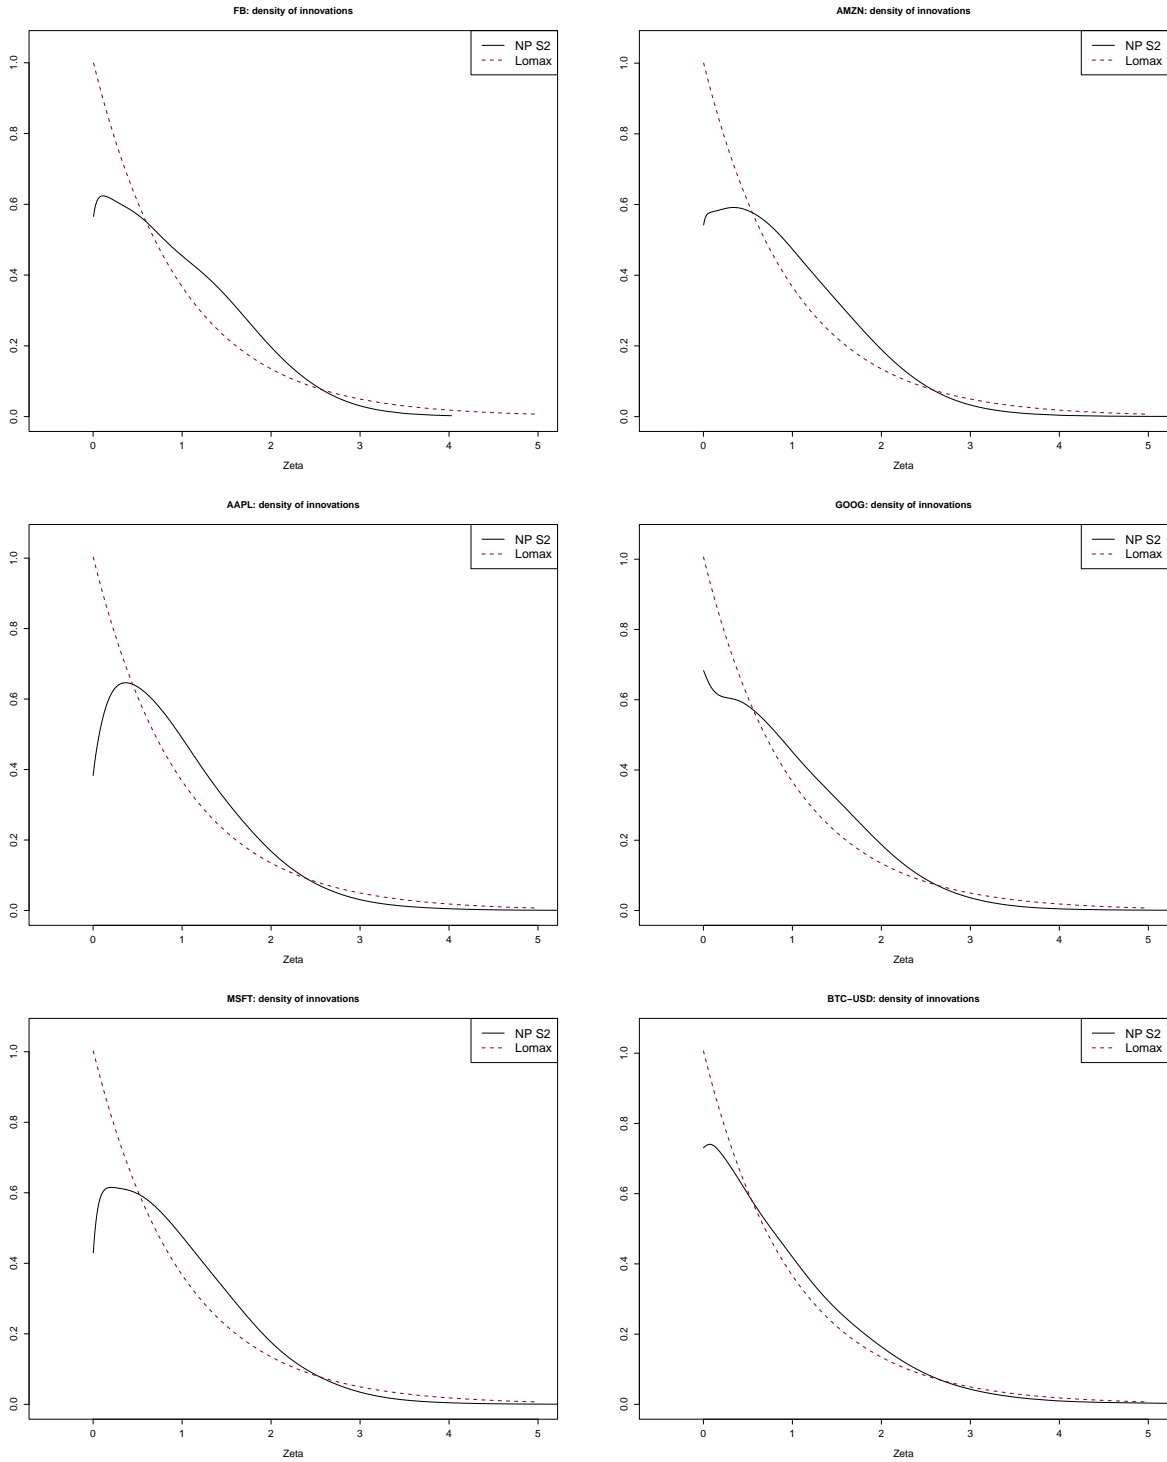 FB: density of innovations
NP S2
Lomax
0.0 0.2 0.4 0.6 0.8 1.0
0 1 2 3 4 5
Zeta
AMZN: density of innovations
NP S2
Lomax
0.0 0.2 0.4 0.6 0.8 1.0
0 1 2 3 4 5
Zeta
AAPL: density of innovations
NP S2
Lomax
0.0 0.2 0.4 0.6 0.8 1.0
0 1 2 3 4 5
Zeta
GOOG: density of innovations
NP S2
Lomax
0.0 0.2 0.4 0.6 0.8 1.0
0 1 2 3 4 5
Zeta
MSFT: density of innovations
NP S2
Lomax
0.0 0.2 0.4 0.6 0.8 1.0
0 1 2 3 4 5
Zeta
BTC−USD: density of innovations
NP S2
Lomax
0.0 0.2 0.4 0.6 0.8 1.0
0 1 2 3 4 5
Zeta